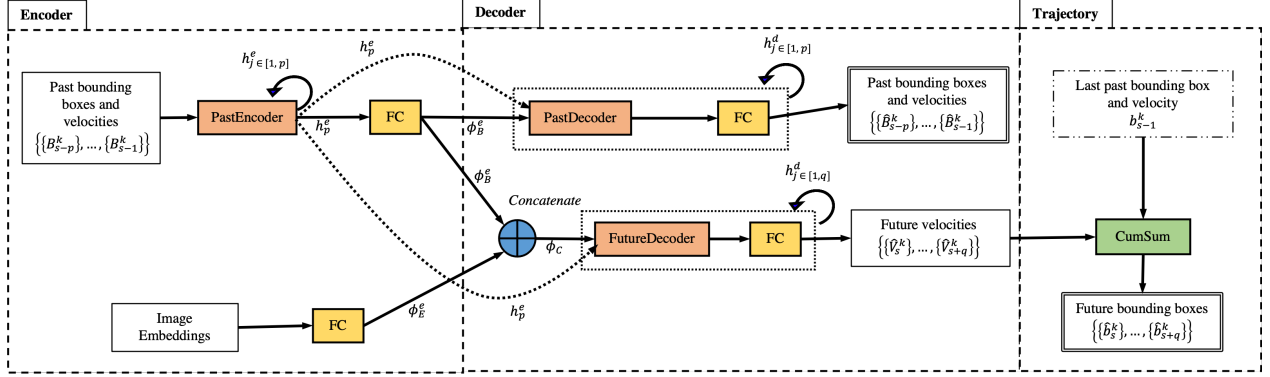 Encoder
Decoder
Trajectory
Past bounding
boxes and
velocities
{{B^k_{s-p}}, ..., {B^k_{s-1}}}
PastEncoder
h^e_{j ∈ [1, p]}
h^e_p
h^e_p
FC
ϕ^e_B
ϕ^e_B
PastDecoder
FC
h^d_{j ∈ [1, p]}
Past bounding boxes
and velocities
{{B̂^k_{s-p}}, ..., {B̂^k_{s-1}}}
Last past bounding box
and velocity
b^k_{s-1}
Concatenate
ϕ_C
FutureDecoder
FC
h^d_{j ∈ [1,q]}
Future velocities
{{V̂^k_s}, ..., {V̂^k_{s+q}}}
CumSum
Image
Embeddings
FC
ϕ^e_E
h^e_p
Future bounding boxes
{{b̂^k_s}, ..., {b̂^k_{s+q}}}